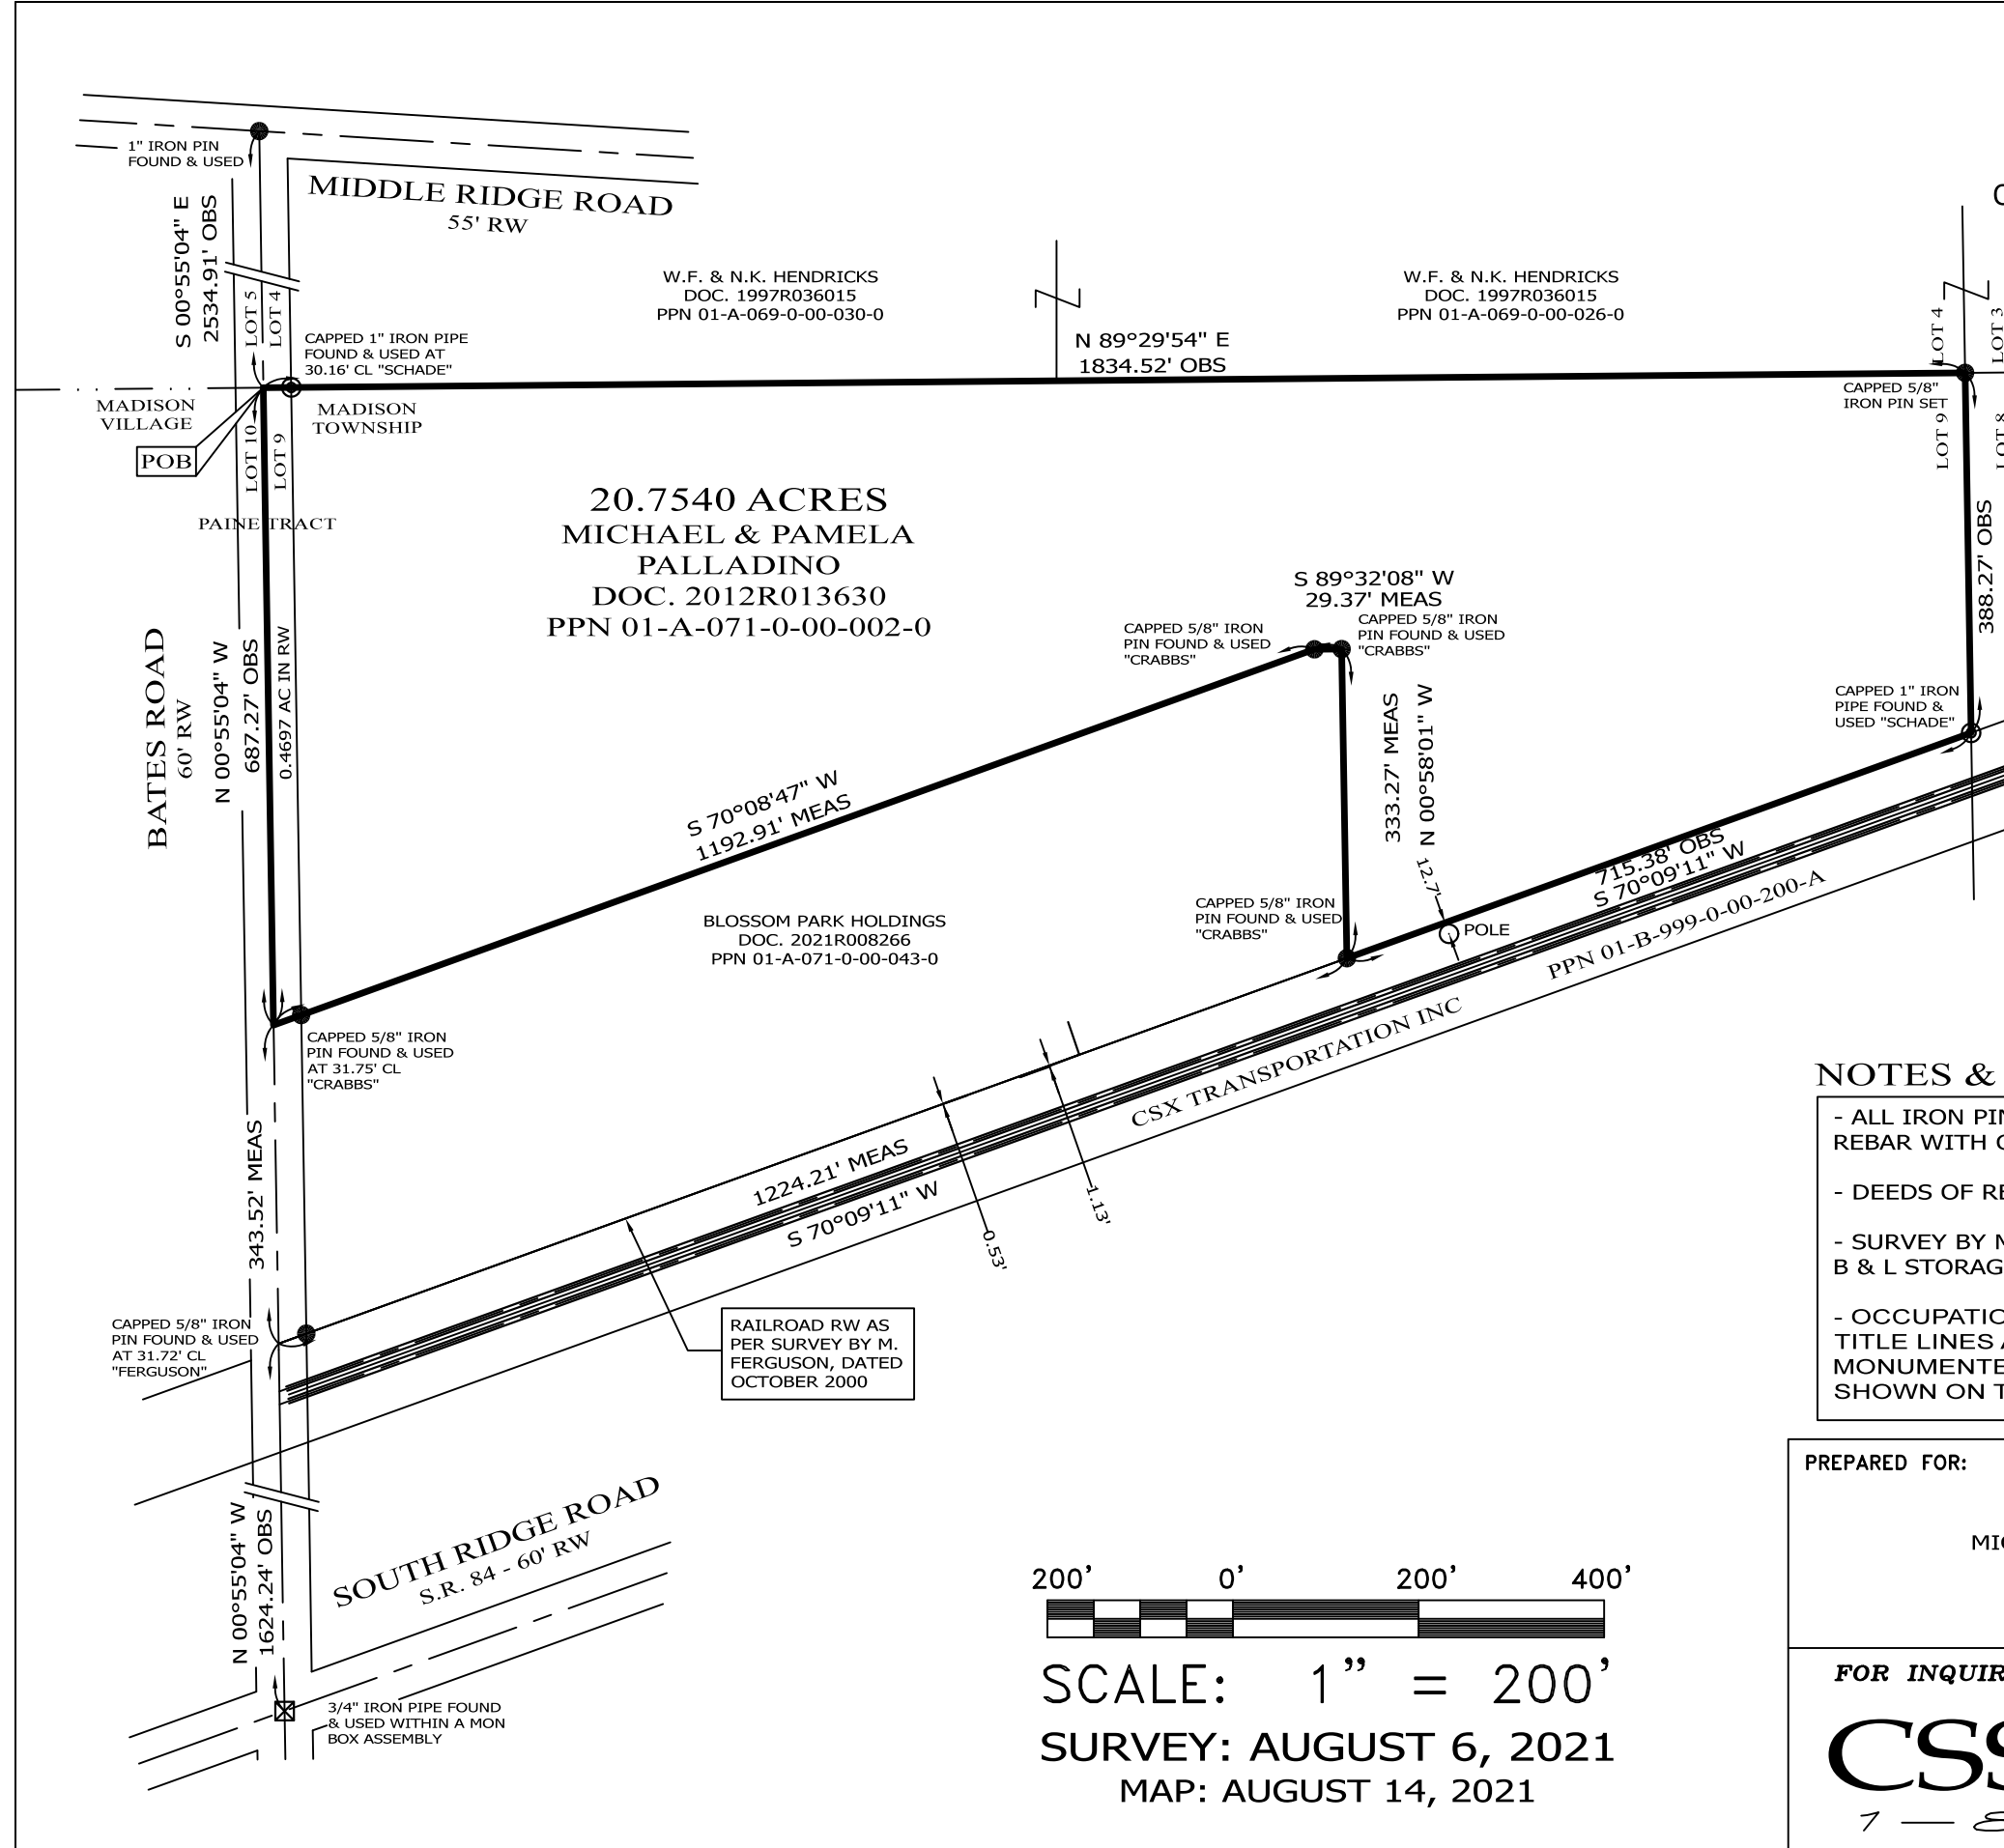 1" IRON PIN
FOUND & USED
MIDDLE RIDGE ROAD
55' RW
S 00°55'04" E
2534.91' OBS
LOT 5
LOT 4
W.F. & N.K. HENDRICKS
DOC. 1997R036015
PPN 01-A-069-0-00-030-0
W.F. & N.K. HENDRICKS
DOC. 1997R036015
PPN 01-A-069-0-00-026-0
CAPPED 1" IRON PIPE
FOUND & USED AT
30.16' CL "SCHADE"
N 89°29'54" E
1834.52' OBS
LOT 4
LOT 3
CAPPED 5/8"
IRON PIN SET
LOT 9
LOT 8
MADISON
VILLAGE
MADISON
TOWNSHIP
POB
LOT 10
LOT 9
PAINE TRACT
20.7540 ACRES
MICHAEL & PAMELA
PALLADINO
DOC. 2012R013630
PPN 01-A-071-0-00-002-0
388.27' OBS
S 89°32'08" W
29.37' MEAS
CAPPED 5/8" IRON
PIN FOUND & USED
"CRABBS"
CAPPED 5/8" IRON
PIN FOUND & USED
"CRABBS"
BATES ROAD
60' RW
N 00°55'04" W
687.27' OBS
0.4697 AC IN RW
333.27' MEAS
N 00°58'01" W
CAPPED 1" IRON
PIPE FOUND &
USED "SCHADE"
S 70°08'47" W
1192.91' MEAS
12.7'
715.38' OBS
S 70°09'11" W
CAPPED 5/8" IRON
PIN FOUND & USED
"CRABBS"
POLE
PPN 01-B-999-0-00-200-A
BLOSSOM PARK HOLDINGS
DOC. 2021R008266
PPN 01-A-071-0-00-043-0
CSX TRANSPORTATION INC
CAPPED 5/8" IRON
PIN FOUND & USED
AT 31.75' CL
"CRABBS"
343.52' MEAS
1224.21' MEAS
S 70°09'11" W
0.53'
1.13'
CAPPED 5/8" IRON
PIN FOUND & USED
AT 31.72' CL
"FERGUSON"
RAILROAD RW AS
PER SURVEY BY M.
FERGUSON, DATED
OCTOBER 2000
NOTES &
- ALL IRON PIN
REBAR WITH
- DEEDS OF RE
- SURVEY BY M
B & L STORAG
- OCCUPATIO
TITLE LINES A
MONUMENTE
SHOWN ON T
PREPARED FOR:
MIC
N 00°55'04" W
1624.24' OBS
SOUTH RIDGE ROAD
S.R. 84 - 60' RW
3/4" IRON PIPE FOUND
& USED WITHIN A MON
BOX ASSEMBLY
200' 0' 200' 400'
SCALE: 1" = 200'
SURVEY: AUGUST 6, 2021
MAP: AUGUST 14, 2021
FOR INQUIR
CSS